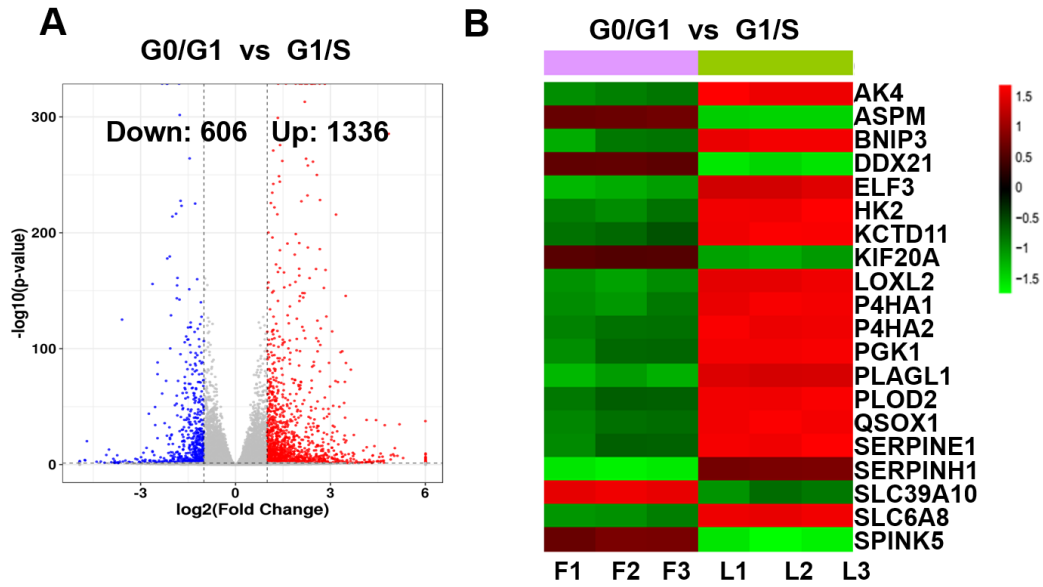 A
G0/G1 vs G1/S
Down: 606 Up: 1336
300
200
100
0
-3
0
3
6
-log10(p-value)
log2(Fold Change)
B
G0/G1 vs G1/S
AK4
ASPM
BNIP3
DDX21
ELF3
HK2
KCTD11
KIF20A
LOXL2
P4HA1
P4HA2
PGK1
PLAGL1
PLOD2
QSOX1
SERPINE1
SERPINH1
SLC39A10
SLC6A8
SPINK5
F1 F2 F3 L1 L2 L3
1.5
1
0.5
0
−0.5
−1
−1.5